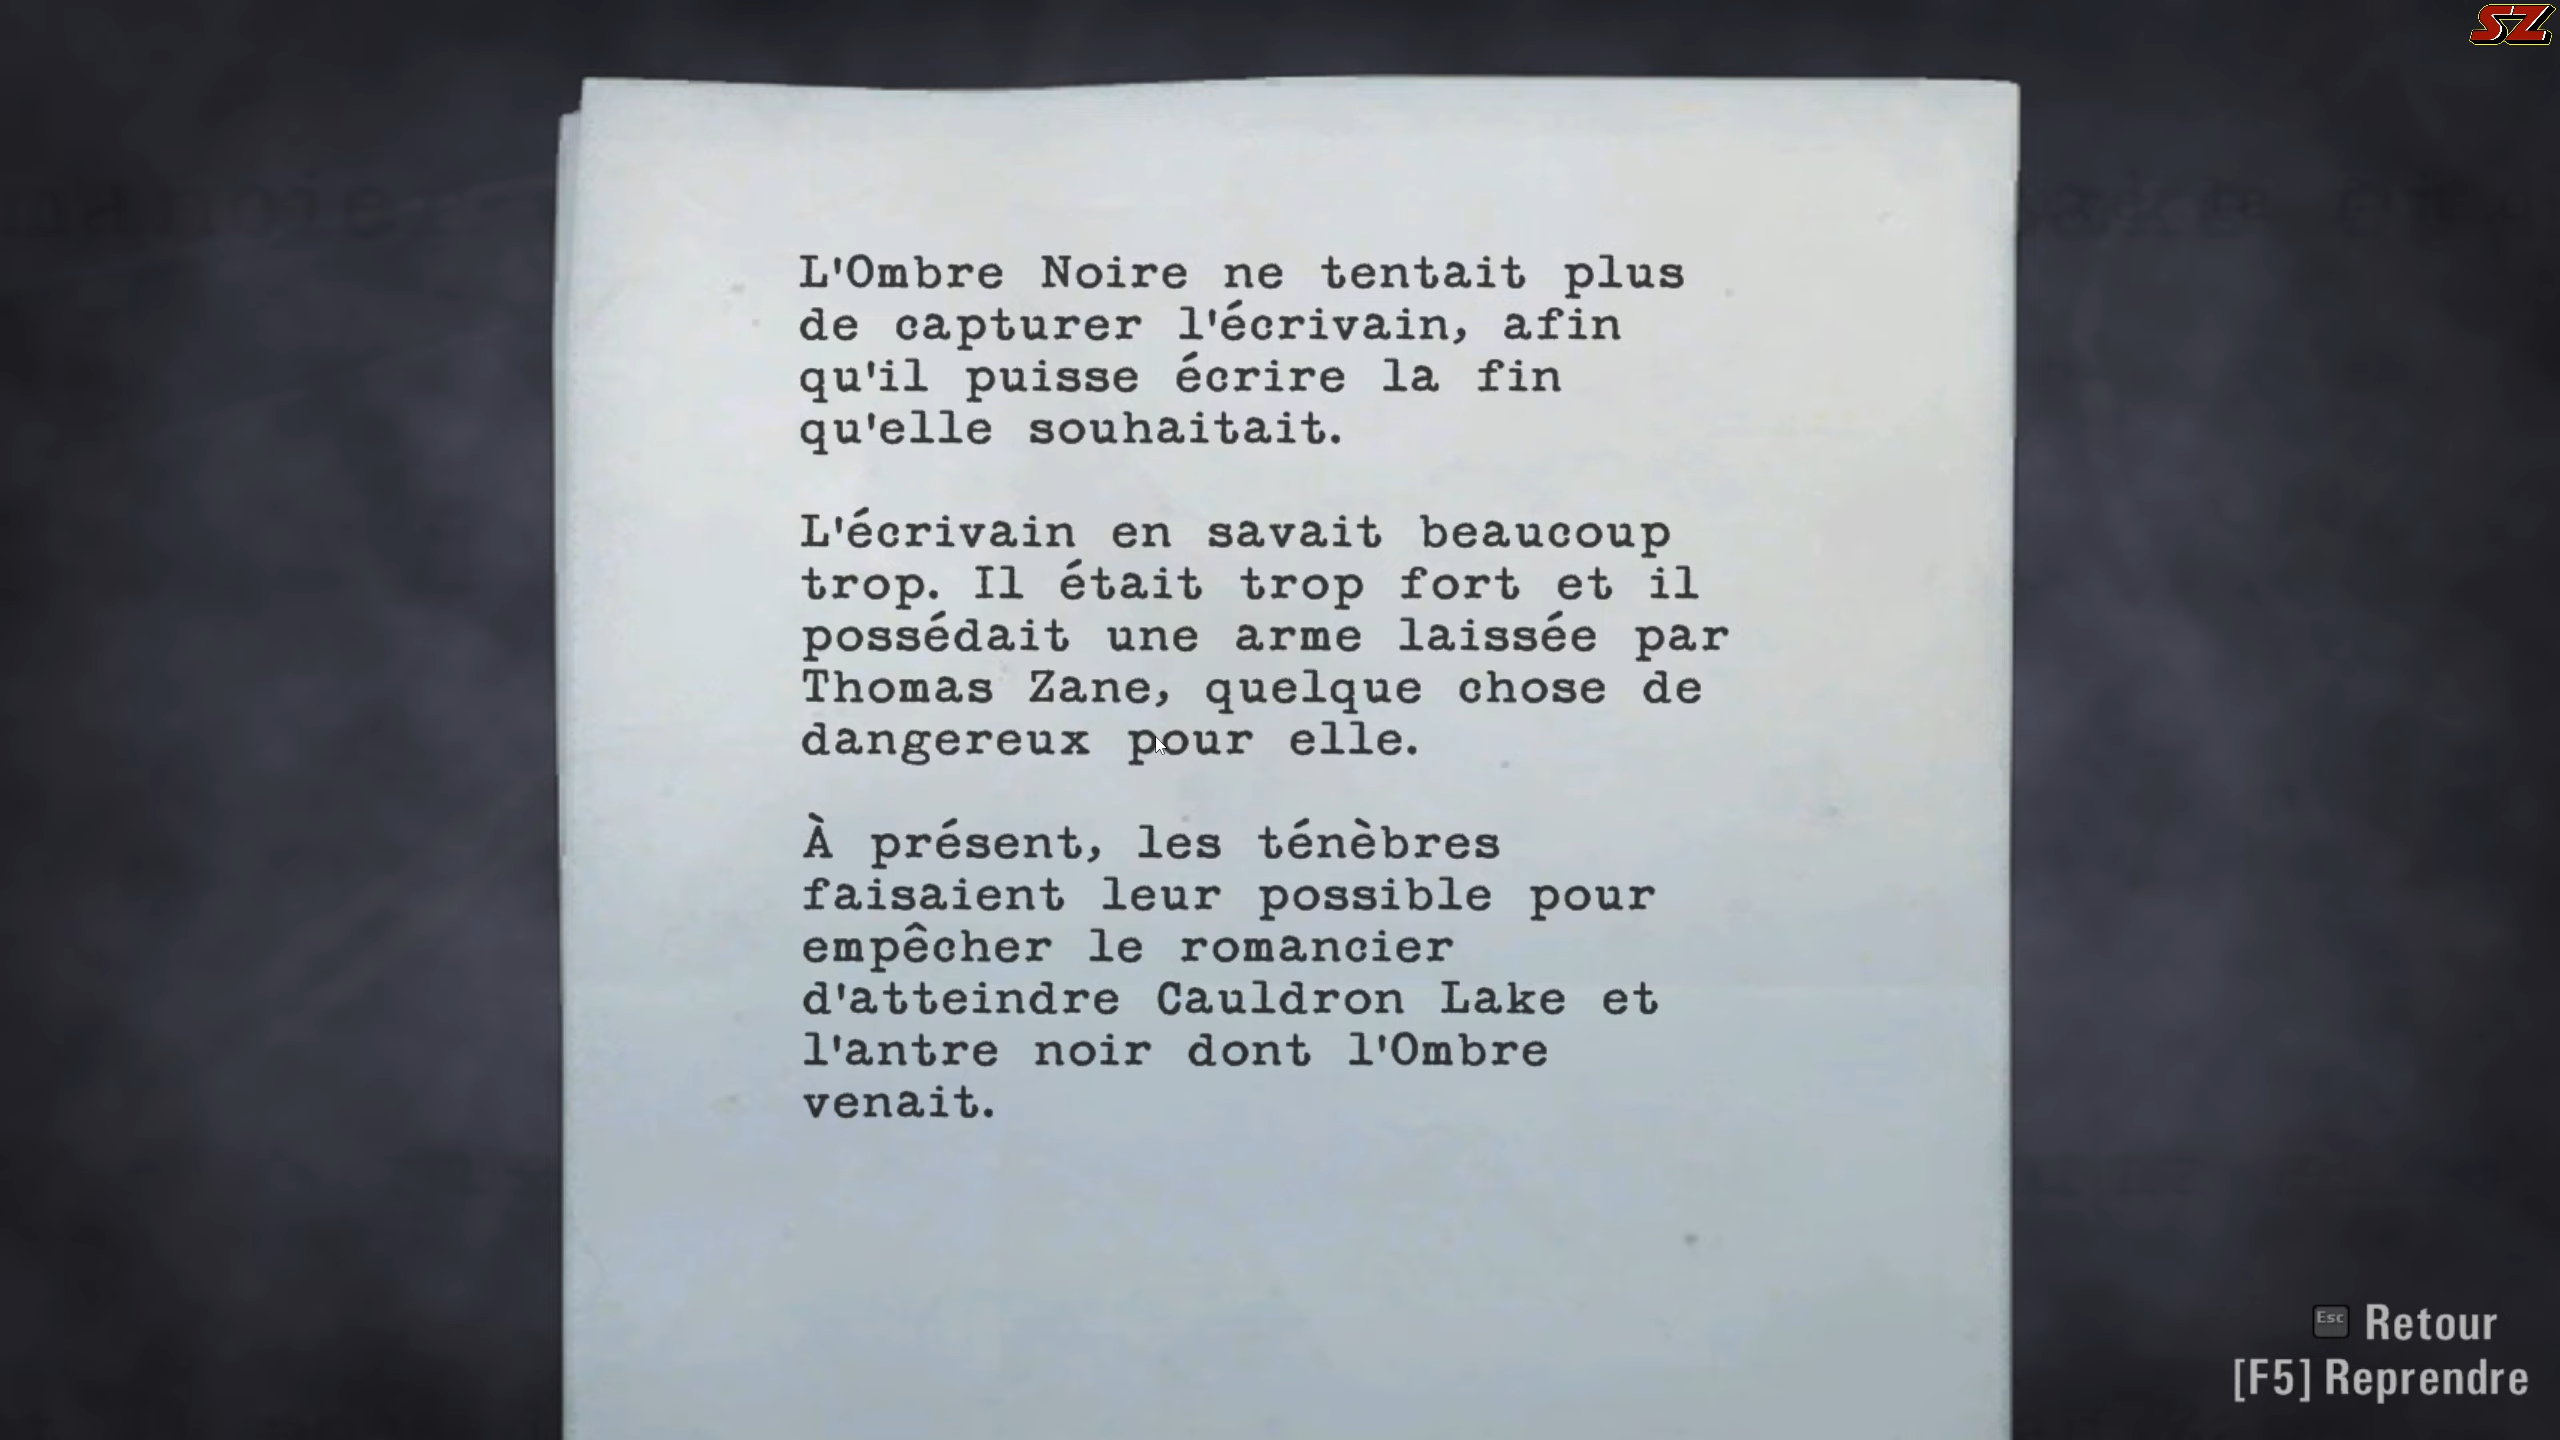 SZ
L'Ombre Noire ne tentait plus
de capturer l'écrivain, afin
qu'il puisse écrire la fin
qu'elle souhaitait.
L'écrivain en savait beaucoup
trop. Il était trop fort et il
possédait une arme laissée par
Thomas Zane, quelque chose de
dangereux pour elle.
À présent, les ténèbres
faisaient leur possible pour
empêcher le romancier
d'atteindre Cauldron Lake et
l'antre noir dont l'Ombre
venait.
Esc Retour
[F5] Reprendre